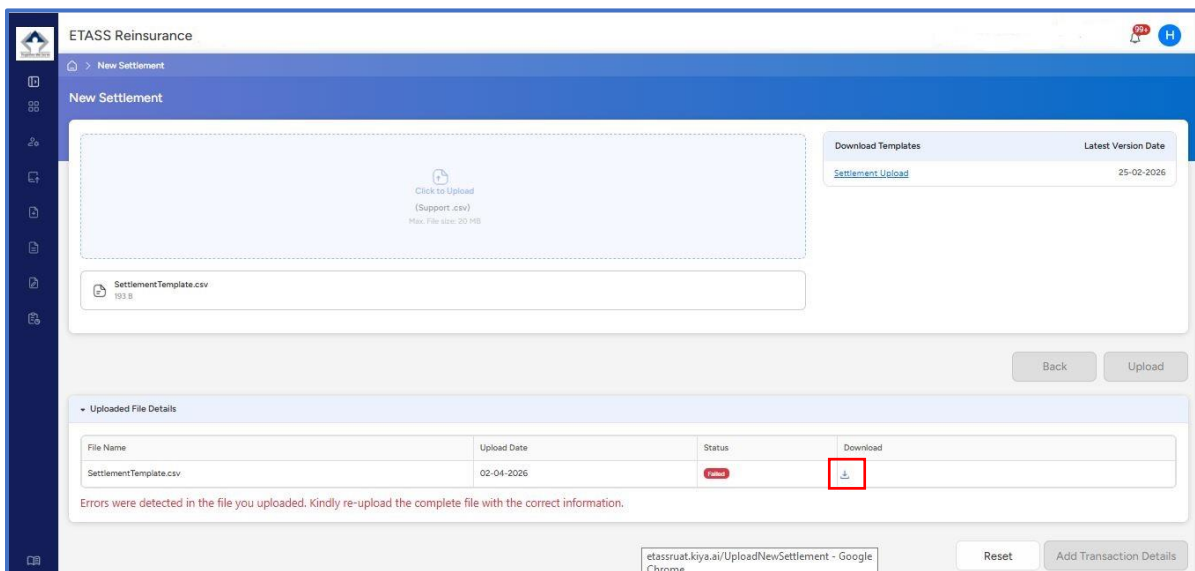 ETASS Reinsurance
99+
H
> New Settlement
New Settlement
Click to Upload
(Support .csv)
Max. File size: 20 MB
Download Templates Latest Version Date
Settlement Upload 25-02-2026
SettlementTemplate.csv
193 B
Back Upload
Uploaded File Details
File Name Upload Date Status Download
SettlementTemplate.csv 02-04-2026 Failed
Errors were detected in the file you uploaded. Kindly re-upload the complete file with the correct information.
etassruat.kiya.ai/UploadNewSettlement - Google
Chrome
Reset Add Transaction Details